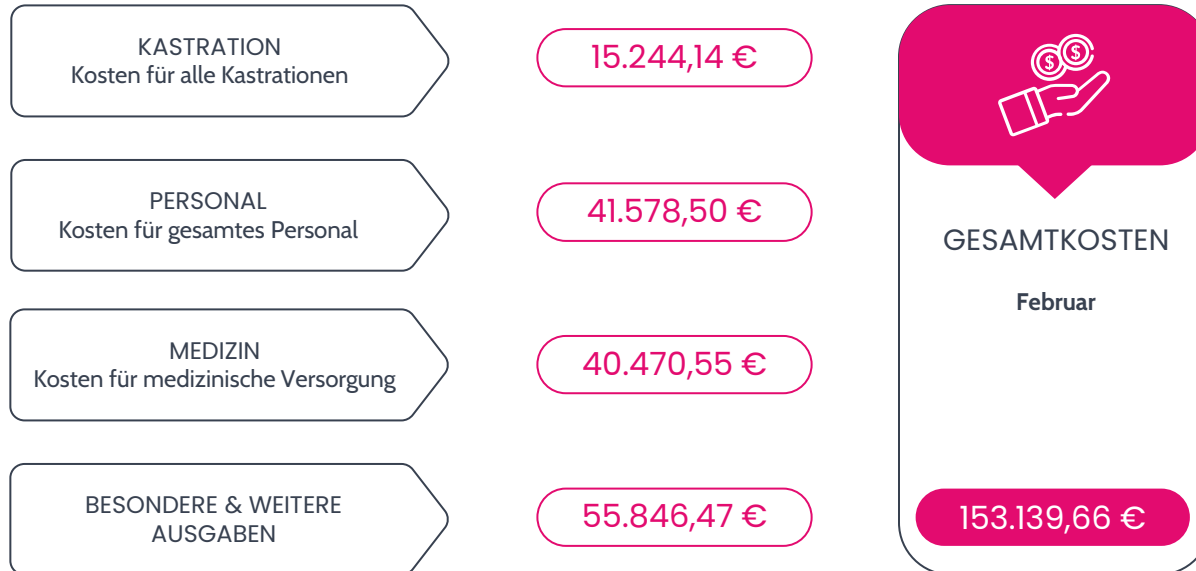 KASTRATION
Kosten für alle Kastrationen
15.244,14 €
PERSONAL
Kosten für gesamtes Personal
41.578,50 €
MEDIZIN
Kosten für medizinische Versorgung
40.470,55 €
BESONDERE & WEITERE
AUSGABEN
55.846,47 €
$ $
GESAMTKOSTEN
Februar
153.139,66 €